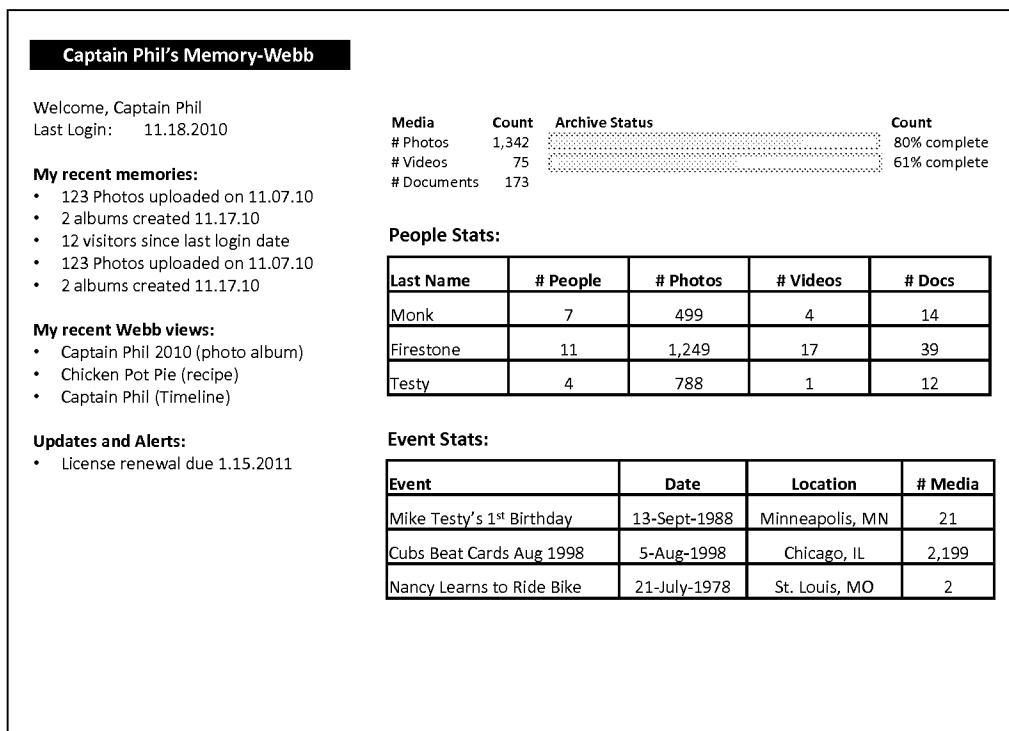 Captain Phil's Memory-Webb
Welcome, Captain Phil
Last Login: 11.18.2010
My recent memories:
• 123 Photos uploaded on 11.07.10
• 2 albums created 11.17.10
• 12 visitors since last login date
• 123 Photos uploaded on 11.07.10
• 2 albums created 11.17.10
My recent Webb views:
• Captain Phil 2010 (photo album)
• Chicken Pot Pie (recipe)
• Captain Phil (Timeline)
Updates and Alerts:
• License renewal due 1.15.2011
Media Count Archive Status Count
# Photos 1,342 80% complete
# Videos 75 61% complete
# Documents 173
People Stats:
Last Name # People # Photos # Videos # Docs
Monk 7 499 4 14
Firestone 11 1,249 17 39
Testy 4 788 1 12
Event Stats:
Event Date Location # Media
Mike Testy's 1st Birthday 13-Sept-1988 Minneapolis, MN 21
Cubs Beat Cards Aug 1998 5-Aug-1998 Chicago, IL 2,199
Nancy Learns to Ride Bike 21-July-1978 St. Louis, MO 2